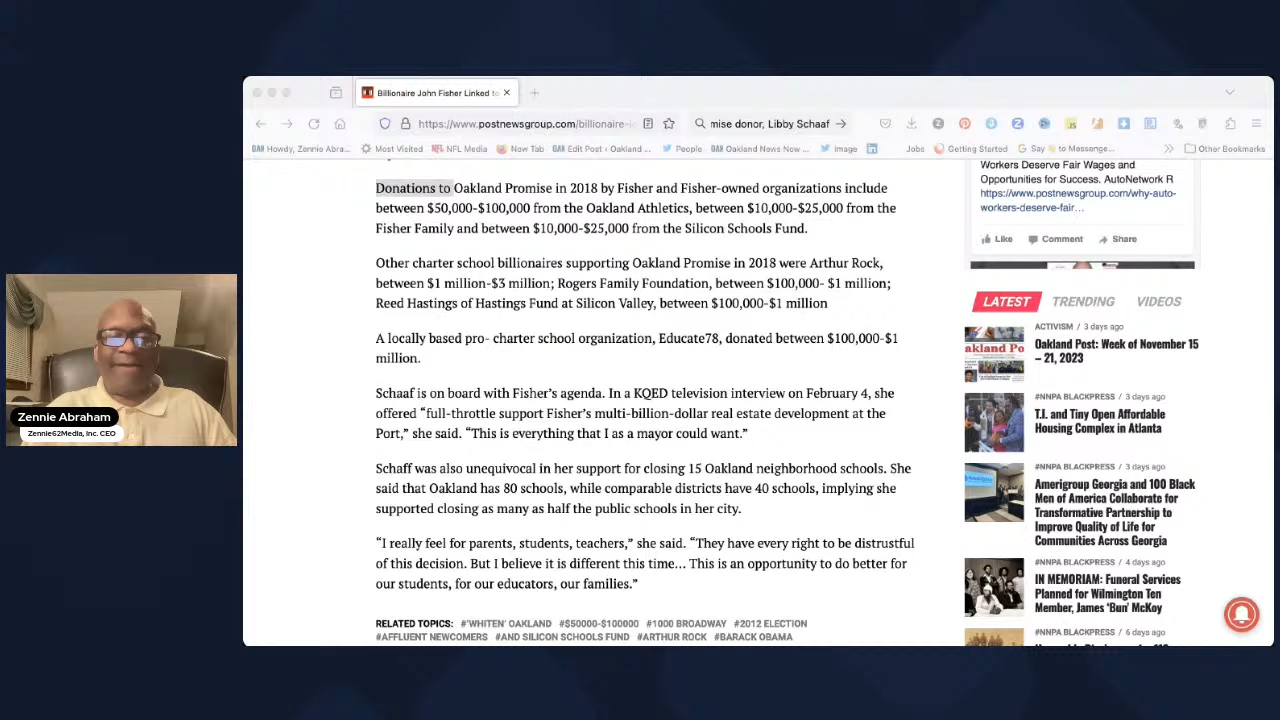 Billionaire John Fisher Linked to
https://www.postnewsgroup.com/billionaire-l
mise donor, Libby Schaaf
Howdy, Zennie Abra...
Most Visited
NFL Media
Now Tab
Edit Post ‹ Oakland ...
People
Oakland News Now ...
Image
Jobs
Getting Started
Say 👋 to Messenge...
Other Bookmarks
Donations to Oakland Promise in 2018 by Fisher and Fisher-owned organizations include
between $50,000-$100,000 from the Oakland Athletics, between $10,000-$25,000 from the
Fisher Family and between $10,000-$25,000 from the Silicon Schools Fund.
Other charter school billionaires supporting Oakland Promise in 2018 were Arthur Rock,
between $1 million-$3 million; Rogers Family Foundation, between $100,000- $1 million;
Reed Hastings of Hastings Fund at Silicon Valley, between $100,000-$1 million
A locally based pro- charter school organization, Educate78, donated between $100,000-$1
million.
Schaaf is on board with Fisher’s agenda. In a KQED television interview on February 4, she
offered “full-throttle support Fisher’s multi-billion-dollar real estate development at the
Port,” she said. “This is everything that I as a mayor could want.”
Schaff was also unequivocal in her support for closing 15 Oakland neighborhood schools. She
said that Oakland has 80 schools, while comparable districts have 40 schools, implying she
supported closing as many as half the public schools in her city.
“I really feel for parents, students, teachers,” she said. “They have every right to be distrustful
of this decision. But I believe it is different this time… This is an opportunity to do better for
our students, for our educators, our families.”
RELATED TOPICS: #'WHITEN' OAKLAND #$50000-$100000 #1000 BROADWAY #2012 ELECTION
#AFFLUENT NEWCOMERS #AND SILICON SCHOOLS FUND #ARTHUR ROCK #BARACK OBAMA
Workers Deserve Fair Wages and
Opportunities for Success. AutoNetwork R
https://www.postnewsgroup.com/why-auto-
workers-deserve-fair…
Like
Comment
Share
LATEST
TRENDING
VIDEOS
ACTIVISM / 3 days ago
Oakland Post: Week of November 15
– 21, 2023
#NNPA BLACKPRESS / 3 days ago
T.I. and Tiny Open Affordable
Housing Complex in Atlanta
#NNPA BLACKPRESS / 3 days ago
Amerigroup Georgia and 100 Black
Men of America Collaborate for
Transformative Partnership to
Improve Quality of Life for
Communities Across Georgia
#NNPA BLACKPRESS / 4 days ago
IN MEMORIAM: Funeral Services
Planned for Wilmington Ten
Member, James ‘Bun’ McKoy
#NNPA BLACKPRESS / 6 days ago
Zennie Abraham
Zennie62Media, Inc. CEO